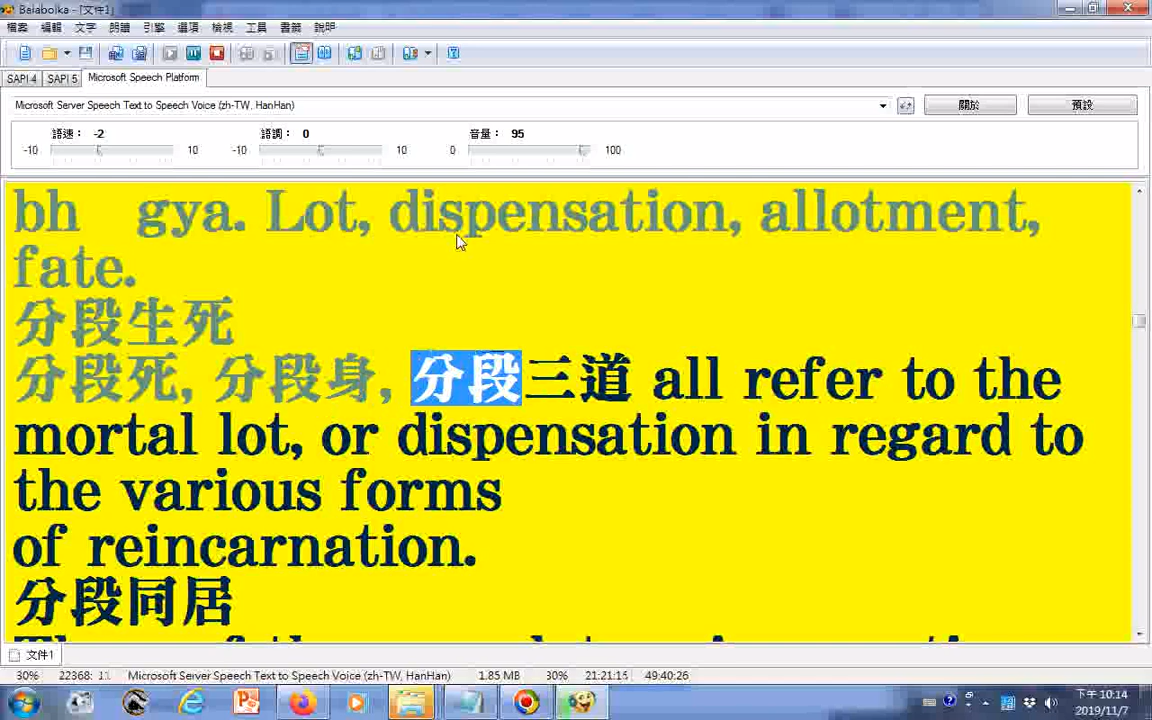 Balabolka - [文件1]
檔案 編輯 文字 朗讀 引擎 選項 檢視 工具 書籤 說明
SAPI 4 SAPI 5 Microsoft Speech Platform
Microsoft Server Speech Text to Speech Voice (zh-TW, HanHan) 關於 預設
語速： -2 語調： 0 音量： 95
-10 10 -10 10 0 100
bh gya. Lot, dispensation, allotment,
fate.
分段生死
分段死, 分段身, 分段三道 all refer to the
mortal lot, or dispensation in regard to
the various forms
of reincarnation.
分段同居
文件1
30% 22368: Microsoft Server Speech Text to Speech Voice (zh-TW, HanHan) 1.85 MB 30% 21:21:15 49:40:26
下午 10:14
2019/11/7